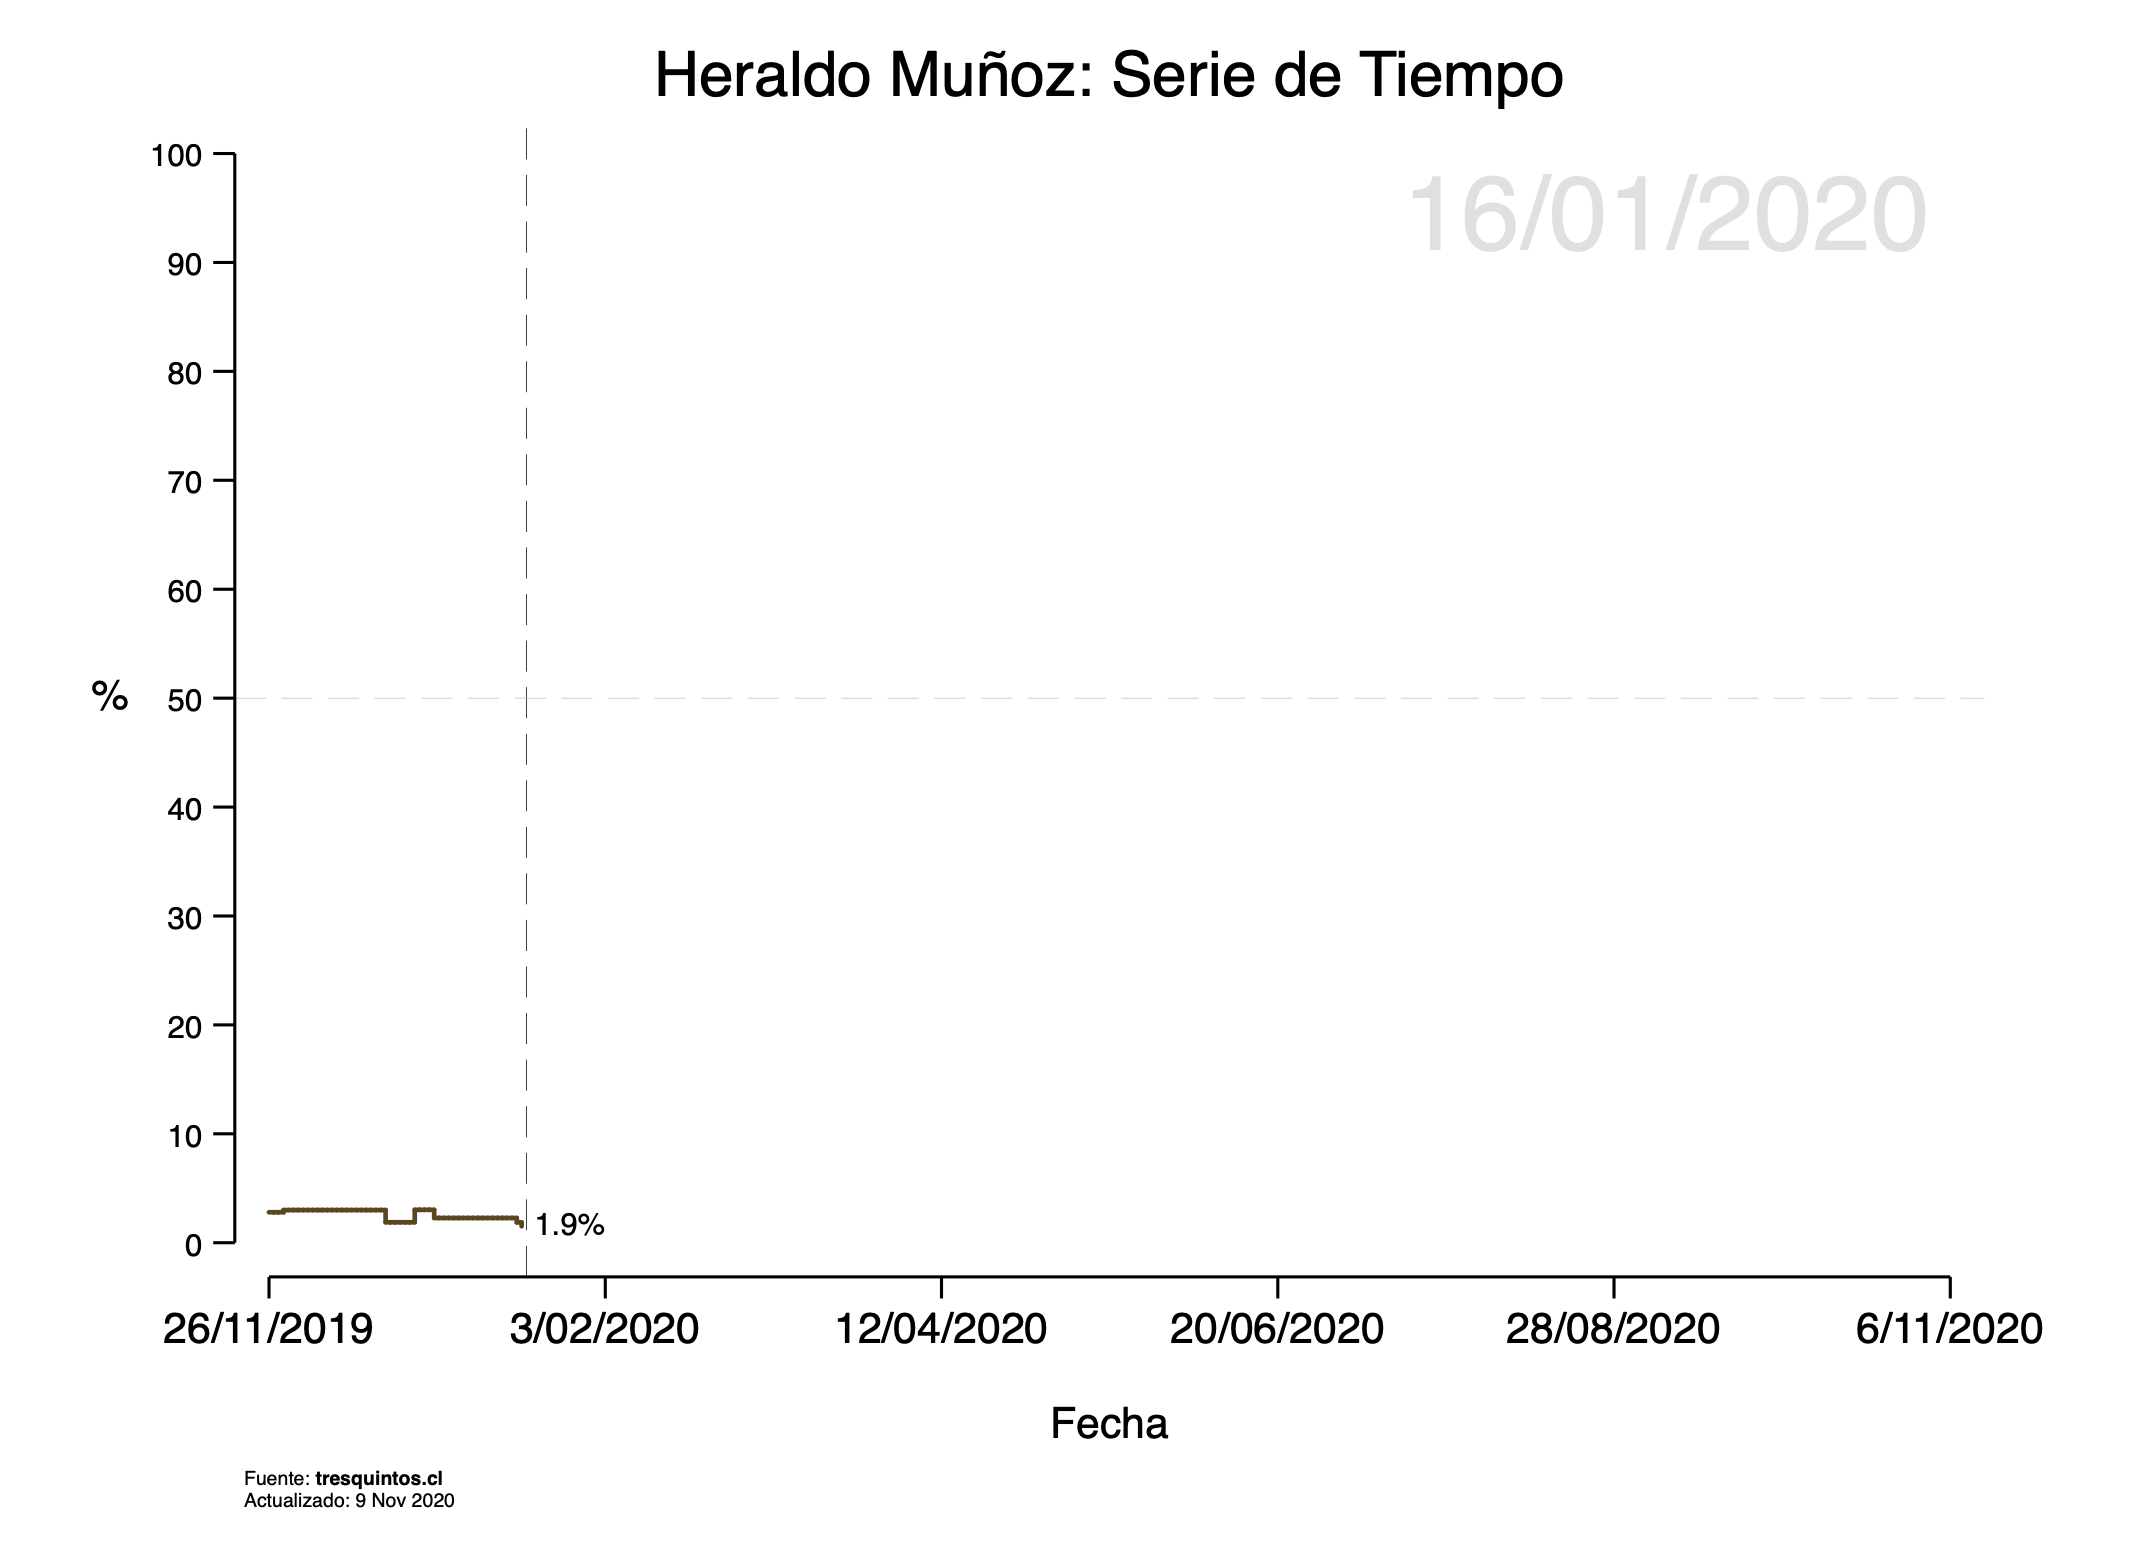 Heraldo Muñoz: Serie de Tiempo
16/01/2020
100
90
80
70
60
50
40
30
20
10
0
%
1.9%
26/11/2019 3/02/2020 12/04/2020 20/06/2020 28/08/2020 6/11/2020
Fecha
Fuente: tresquintos.cl
Actualizado: 9 Nov 2020